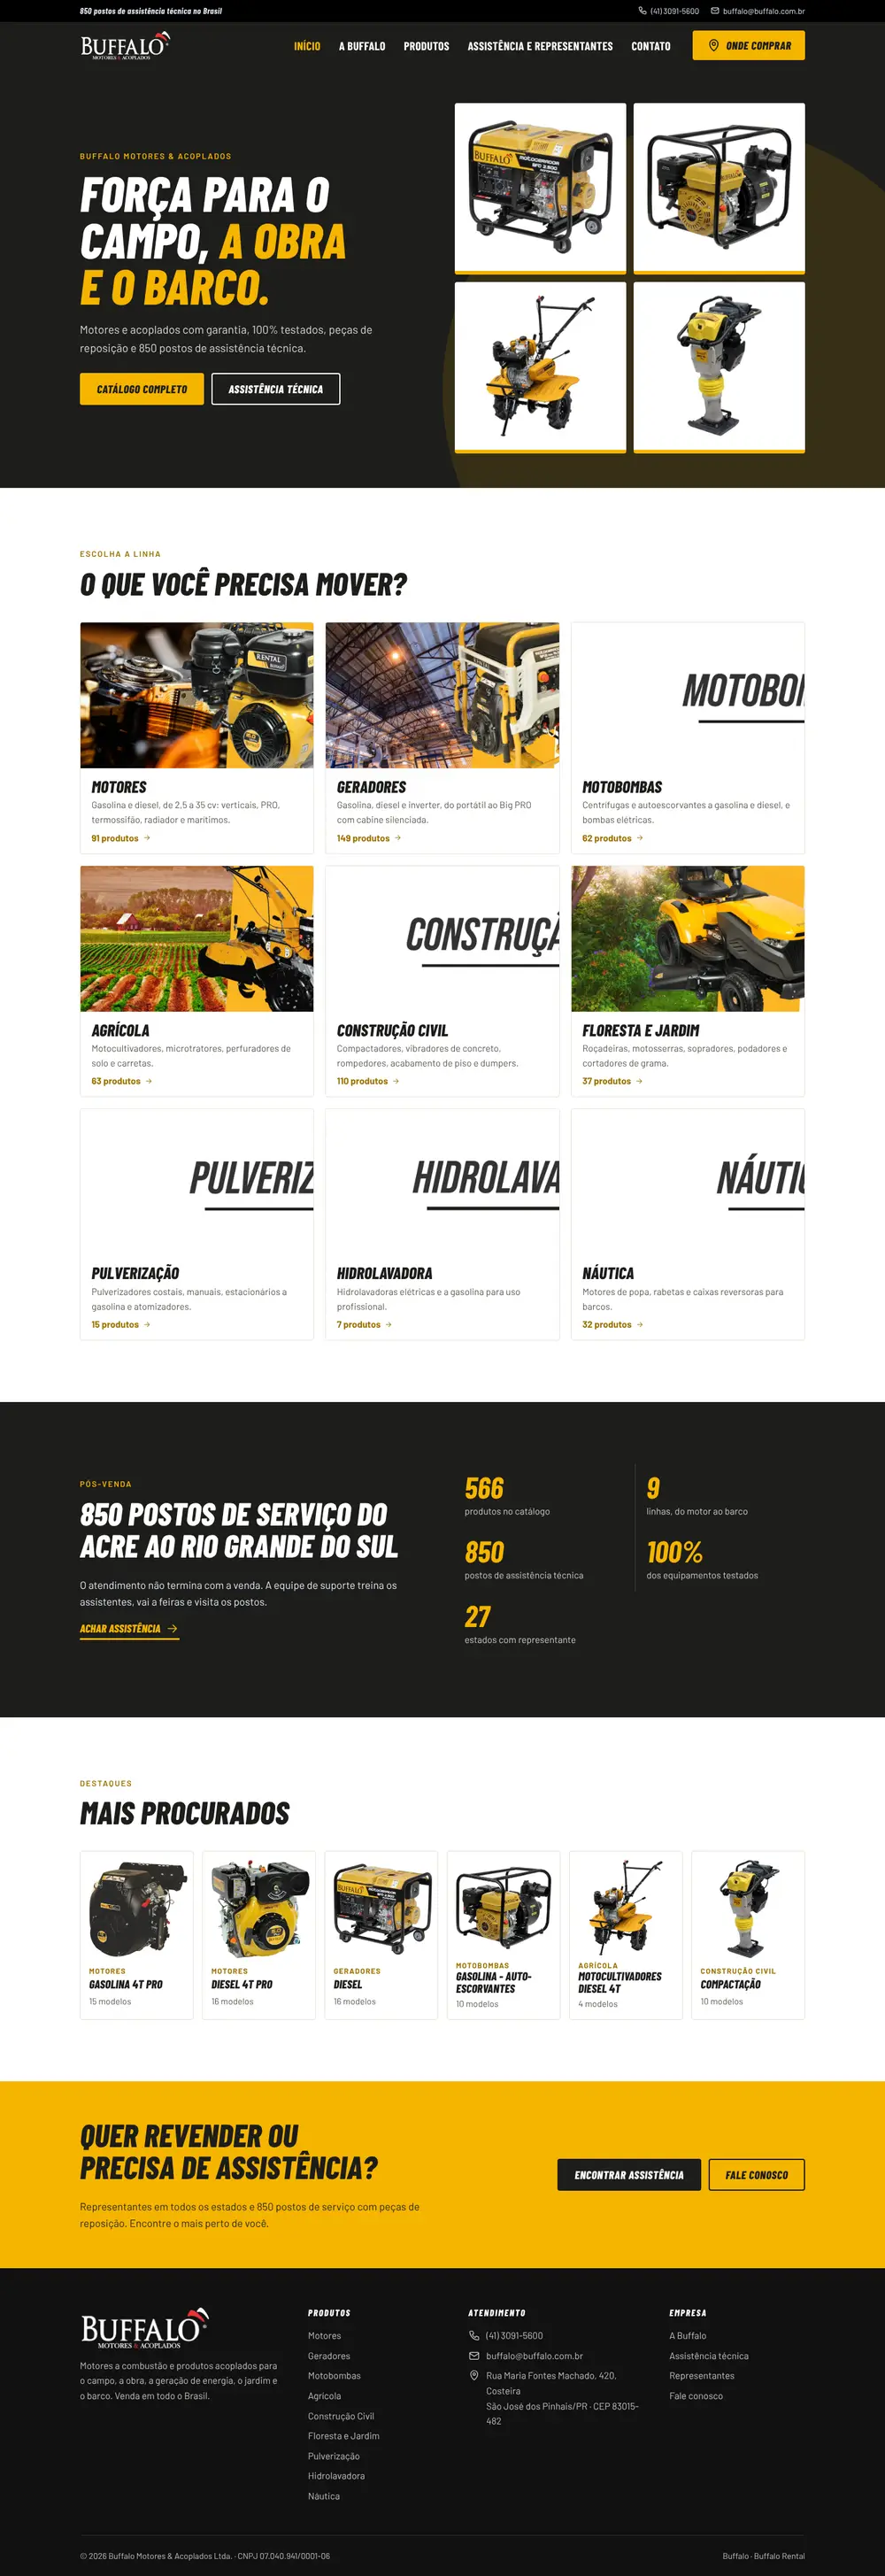 850 postos de assistência técnica no Brasil
(41) 3091-5600
buffalo@buffalo.com.br
BUFFALO
MOTORES & ACOPLADOS
INÍCIO
A BUFFALO
PRODUTOS
ASSISTÊNCIA E REPRESENTANTES
CONTATO
ONDE COMPRAR
BUFFALO MOTORES & ACOPLADOS
FORÇA PARA O
CAMPO, A OBRA
E O BARCO.
Motores e acoplados com garantia, 100% testados, peças de
reposição e 850 postos de assistência técnica.
CATÁLOGO COMPLETO
ASSISTÊNCIA TÉCNICA
BUFFALO
ESCOLHA A LINHA
O QUE VOCÊ PRECISA MOVER?
RENTAL
MOTORES
Gasolina e diesel, de 2,5 a 35 cv: verticais, PRO,
termossifão, radiador e marítimos.
91 produtos
GERADORES
Gasolina, diesel e inverter, do portátil ao Big PRO
com cabine silenciada.
149 produtos
MOTOBOM
MOTOBOMBAS
Centrífugas e autoescorvantes a gasolina e diesel, e
bombas elétricas.
62 produtos
AGRÍCOLA
Motocultivadores, microtratores, perfuradores de
solo e carretas.
63 produtos
CONSTRUÇÃ
CONSTRUÇÃO CIVIL
Compactadores, vibradores de concreto,
rompedores, acabamento de piso e dumpers.
110 produtos
FLORESTA E JARDIM
Roçadeiras, motosserras, sopradores, podadores e
cortadores de grama.
37 produtos
PULVERIZ
PULVERIZAÇÃO
Pulverizadores costais, manuais, estacionários a
gasolina e atomizadores.
15 produtos
HIDROLAVA
HIDROLAVADORA
Hidrolavadoras elétricas e a gasolina para uso
profissional.
7 produtos
NÁUTIC
NÁUTICA
Motores de popa, rabetas e caixas reversoras para
barcos.
32 produtos
PÓS-VENDA
850 POSTOS DE SERVIÇO DO
ACRE AO RIO GRANDE DO SUL
O atendimento não termina com a venda. A equipe de suporte treina os
assistentes, vai a feiras e visita os postos.
ACHAR ASSISTÊNCIA
566
produtos no catálogo
9
linhas, do motor ao barco
850
postos de assistência técnica
100%
dos equipamentos testados
27
estados com representante
DESTAQUES
MAIS PROCURADOS
MOTORES
GASOLINA 4T PRO
15 modelos
MOTORES
DIESEL 4T PRO
16 modelos
BUFFALO
GERADORES
DIESEL
16 modelos
MOTOBOMBAS
GASOLINA - AUTO-
ESCORVANTES
10 modelos
AGRÍCOLA
MOTOCULTIVADORES
DIESEL 4T
4 modelos
CONSTRUÇÃO CIVIL
COMPACTAÇÃO
10 modelos
QUER REVENDER OU
PRECISA DE ASSISTÊNCIA?
Representantes em todos os estados e 850 postos de serviço com peças de
reposição. Encontre o mais perto de você.
ENCONTRAR ASSISTÊNCIA
FALE CONOSCO
BUFFALO
MOTORES & ACOPLADOS
Motores a combustão e produtos acoplados para
o campo, a obra, a geração de energia, o jardim e
o barco. Venda em todo o Brasil.
PRODUTOS
Motores
Geradores
Motobombas
Agrícola
Construção Civil
Floresta e Jardim
Pulverização
Hidrolavadora
Náutica
ATENDIMENTO
(41) 3091-5600
buffalo@buffalo.com.br
Rua Maria Fontes Machado, 420,
Costeira
São José dos Pinhais/PR · CEP 83015-
482
EMPRESA
A Buffalo
Assistência técnica
Representantes
Fale conosco
© 2026 Buffalo Motores & Acoplados Ltda. · CNPJ 07.040.941/0001-06
Buffalo · Buffalo Rental